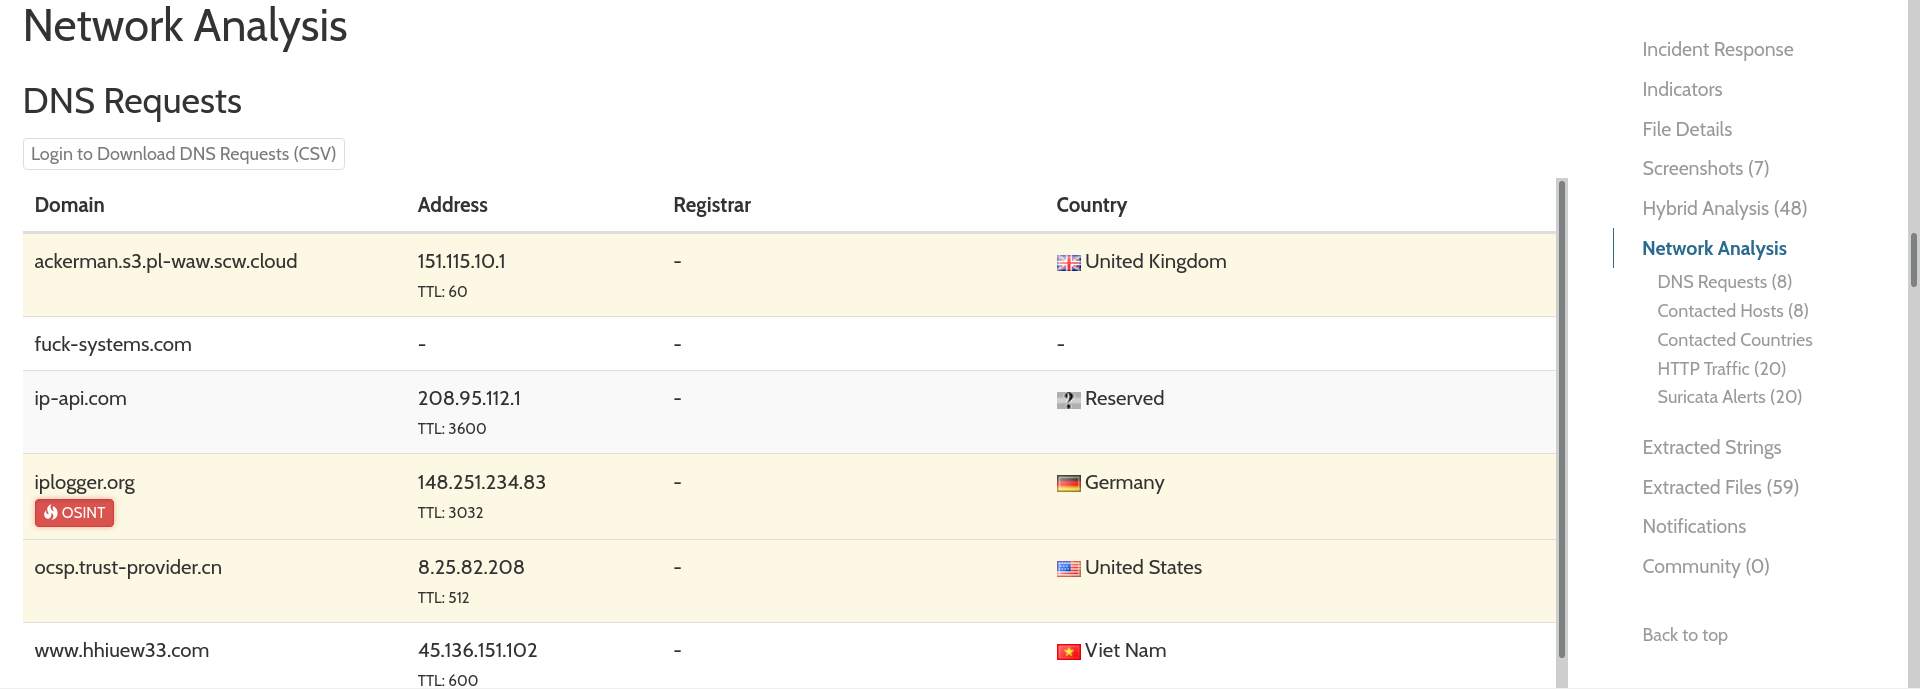 Network Analysis
DNS Requests
Login to Download DNS Requests (CSV)
Domain Address Registrar Country
ackerman.s3.pl-waw.scw.cloud 151.115.10.1 - United Kingdom
TTL: 60
fuck-systems.com - - -
ip-api.com 208.95.112.1 - Reserved
TTL: 3600
iplogger.org 148.251.234.83 - Germany
OSINT TTL: 3032
ocsp.trust-provider.cn 8.25.82.208 - United States
TTL: 512
www.hhiuew33.com 45.136.151.102 - Viet Nam
TTL: 600
Incident Response
Indicators
File Details
Screenshots (7)
Hybrid Analysis (48)
Network Analysis
DNS Requests (8)
Contacted Hosts (8)
Contacted Countries
HTTP Traffic (20)
Suricata Alerts (20)
Extracted Strings
Extracted Files (59)
Notifications
Community (0)
Back to top